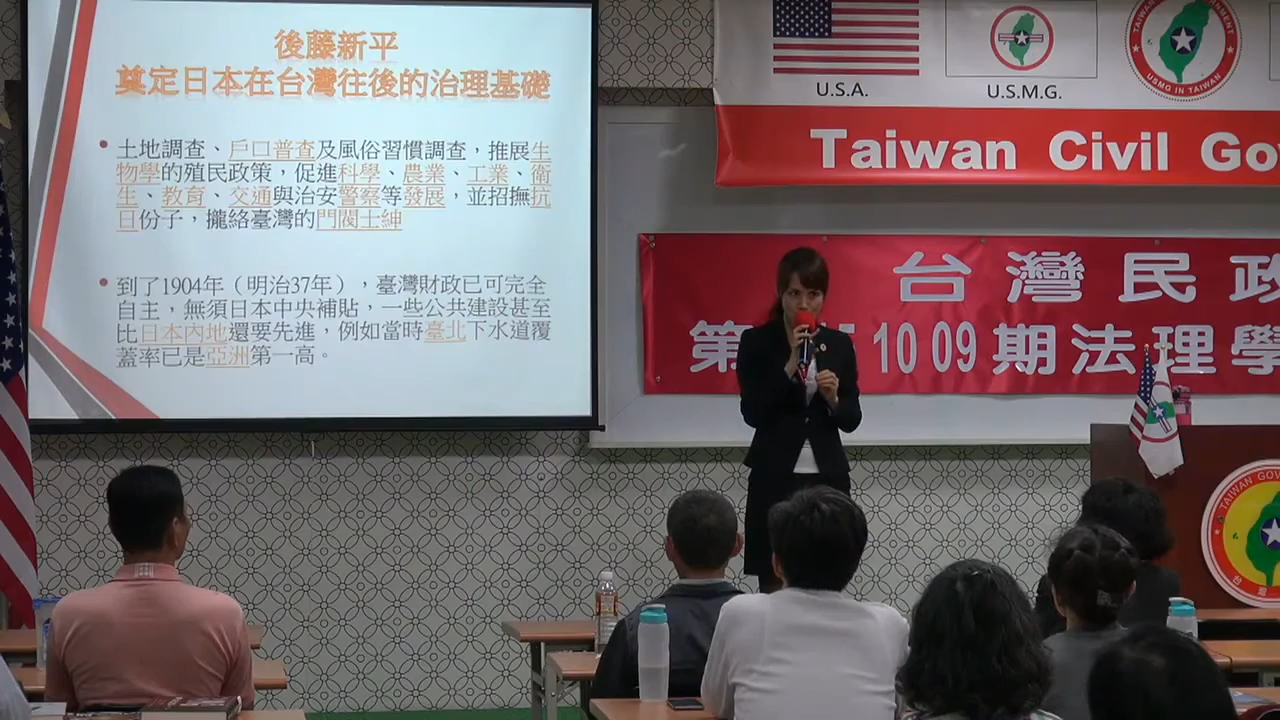 後藤新平
奠定日本在台灣往後的治理基礎
土地調查、戶口普查及風俗習慣調查，推展生
物學的殖民政策，促進科學、農業、工業、衛
生、教育、交通與治安警察等發展，並招撫抗
日份子，攏絡臺灣的門閥士紳
到了1904年（明治37年），臺灣財政已可完全
自主，無須日本中央補貼，一些公共建設甚至
比日本內地還要先進，例如當時臺北下水道覆
蓋率已是亞洲第一高。
U.S.A.
U.S.M.G.
USMG IN TAIWAN
Taiwan Civil Go
台灣民政
第 10 09 期法理學
TAIWAN GOV